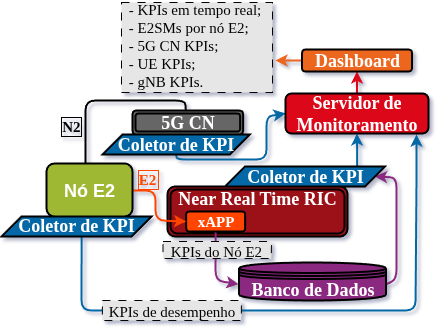 - KPIs em tempo real;
- E2SMs por nó E2;
- 5G CN KPIs;
- UE KPIs;
- gNB KPIs.
Dashboard
Servidor de
Monitoramento
N2
5G CN
Coletor de KPI
Coletor de KPI
Nó E2
E2
Near Real Time RIC
xAPP
Coletor de KPI
KPIs do Nó E2
Banco de Dados
KPIs de desempenho